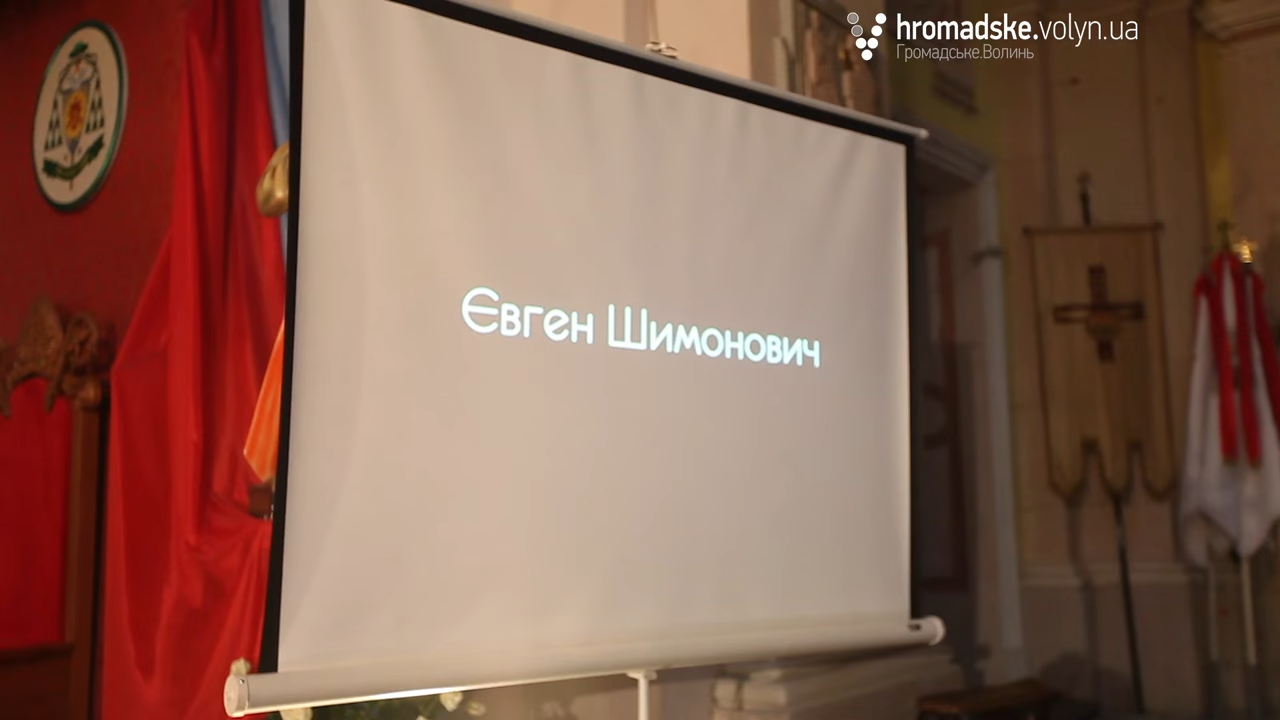 hromadske.volyn.ua
Громадське.Волинь
Євген Шимонович